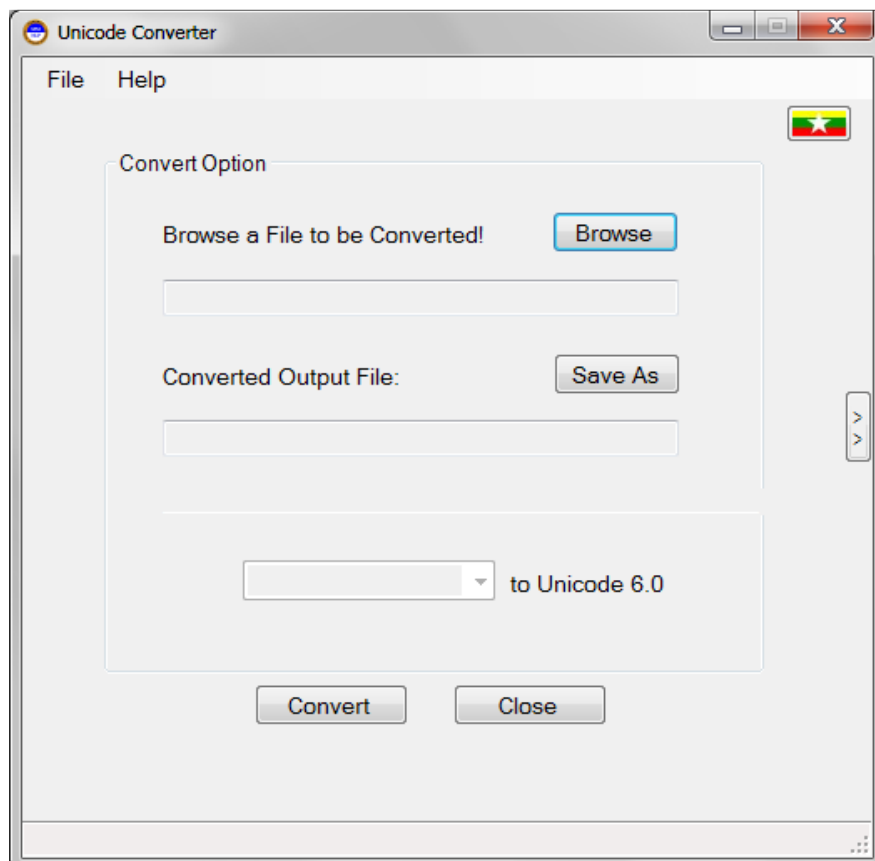 Unicode Converter
File Help
Convert Option
Browse a File to be Converted! Browse
Converted Output File: Save As
>
>
to Unicode 6.0
Convert Close